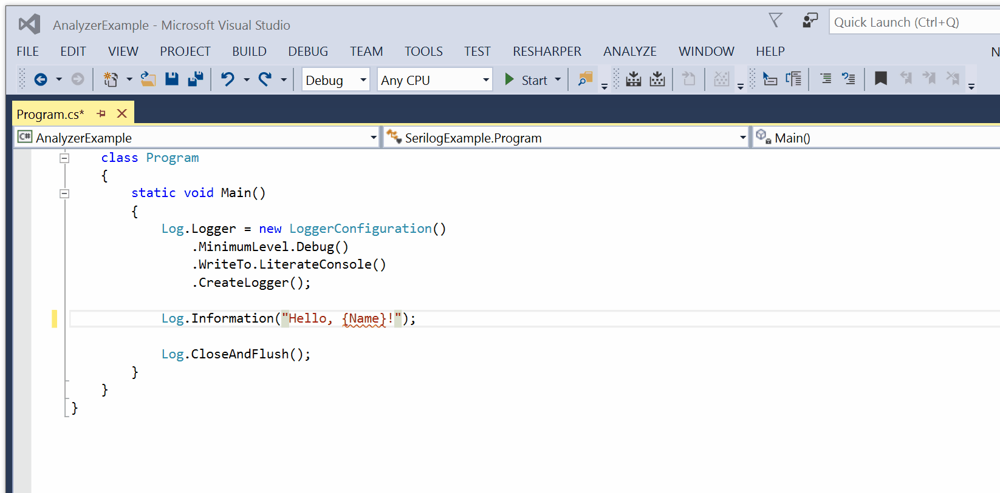 AnalyzerExample - Microsoft Visual Studio
Quick Launch (Ctrl+Q)
FILE EDIT VIEW PROJECT BUILD DEBUG TEAM TOOLS TEST RESHARPER ANALYZE WINDOW HELP N
Debug Any CPU Start
Program.cs*
C# AnalyzerExample SerilogExample.Program Main()
class Program
{
static void Main()
{
Log.Logger = new LoggerConfiguration()
.MinimumLevel.Debug()
.WriteTo.LiterateConsole()
.CreateLogger();
Log.Information("Hello, {Name}!");
Log.CloseAndFlush();
}
}
}